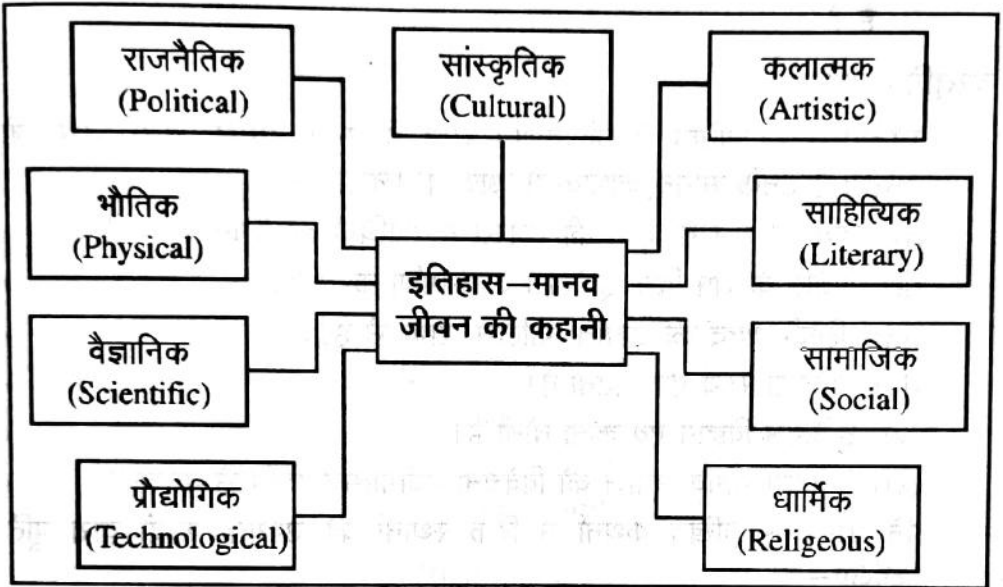 राजनैतिक
(Political)
सांस्कृतिक
(Cultural)
कलात्मक
(Artistic)
भौतिक
(Physical)
साहित्यिक
(Literary)
इतिहास–मानव
जीवन की कहानी
वैज्ञानिक
(Scientific)
सामाजिक
(Social)
प्रौद्योगिक
(Technological)
धार्मिक
(Religeous)